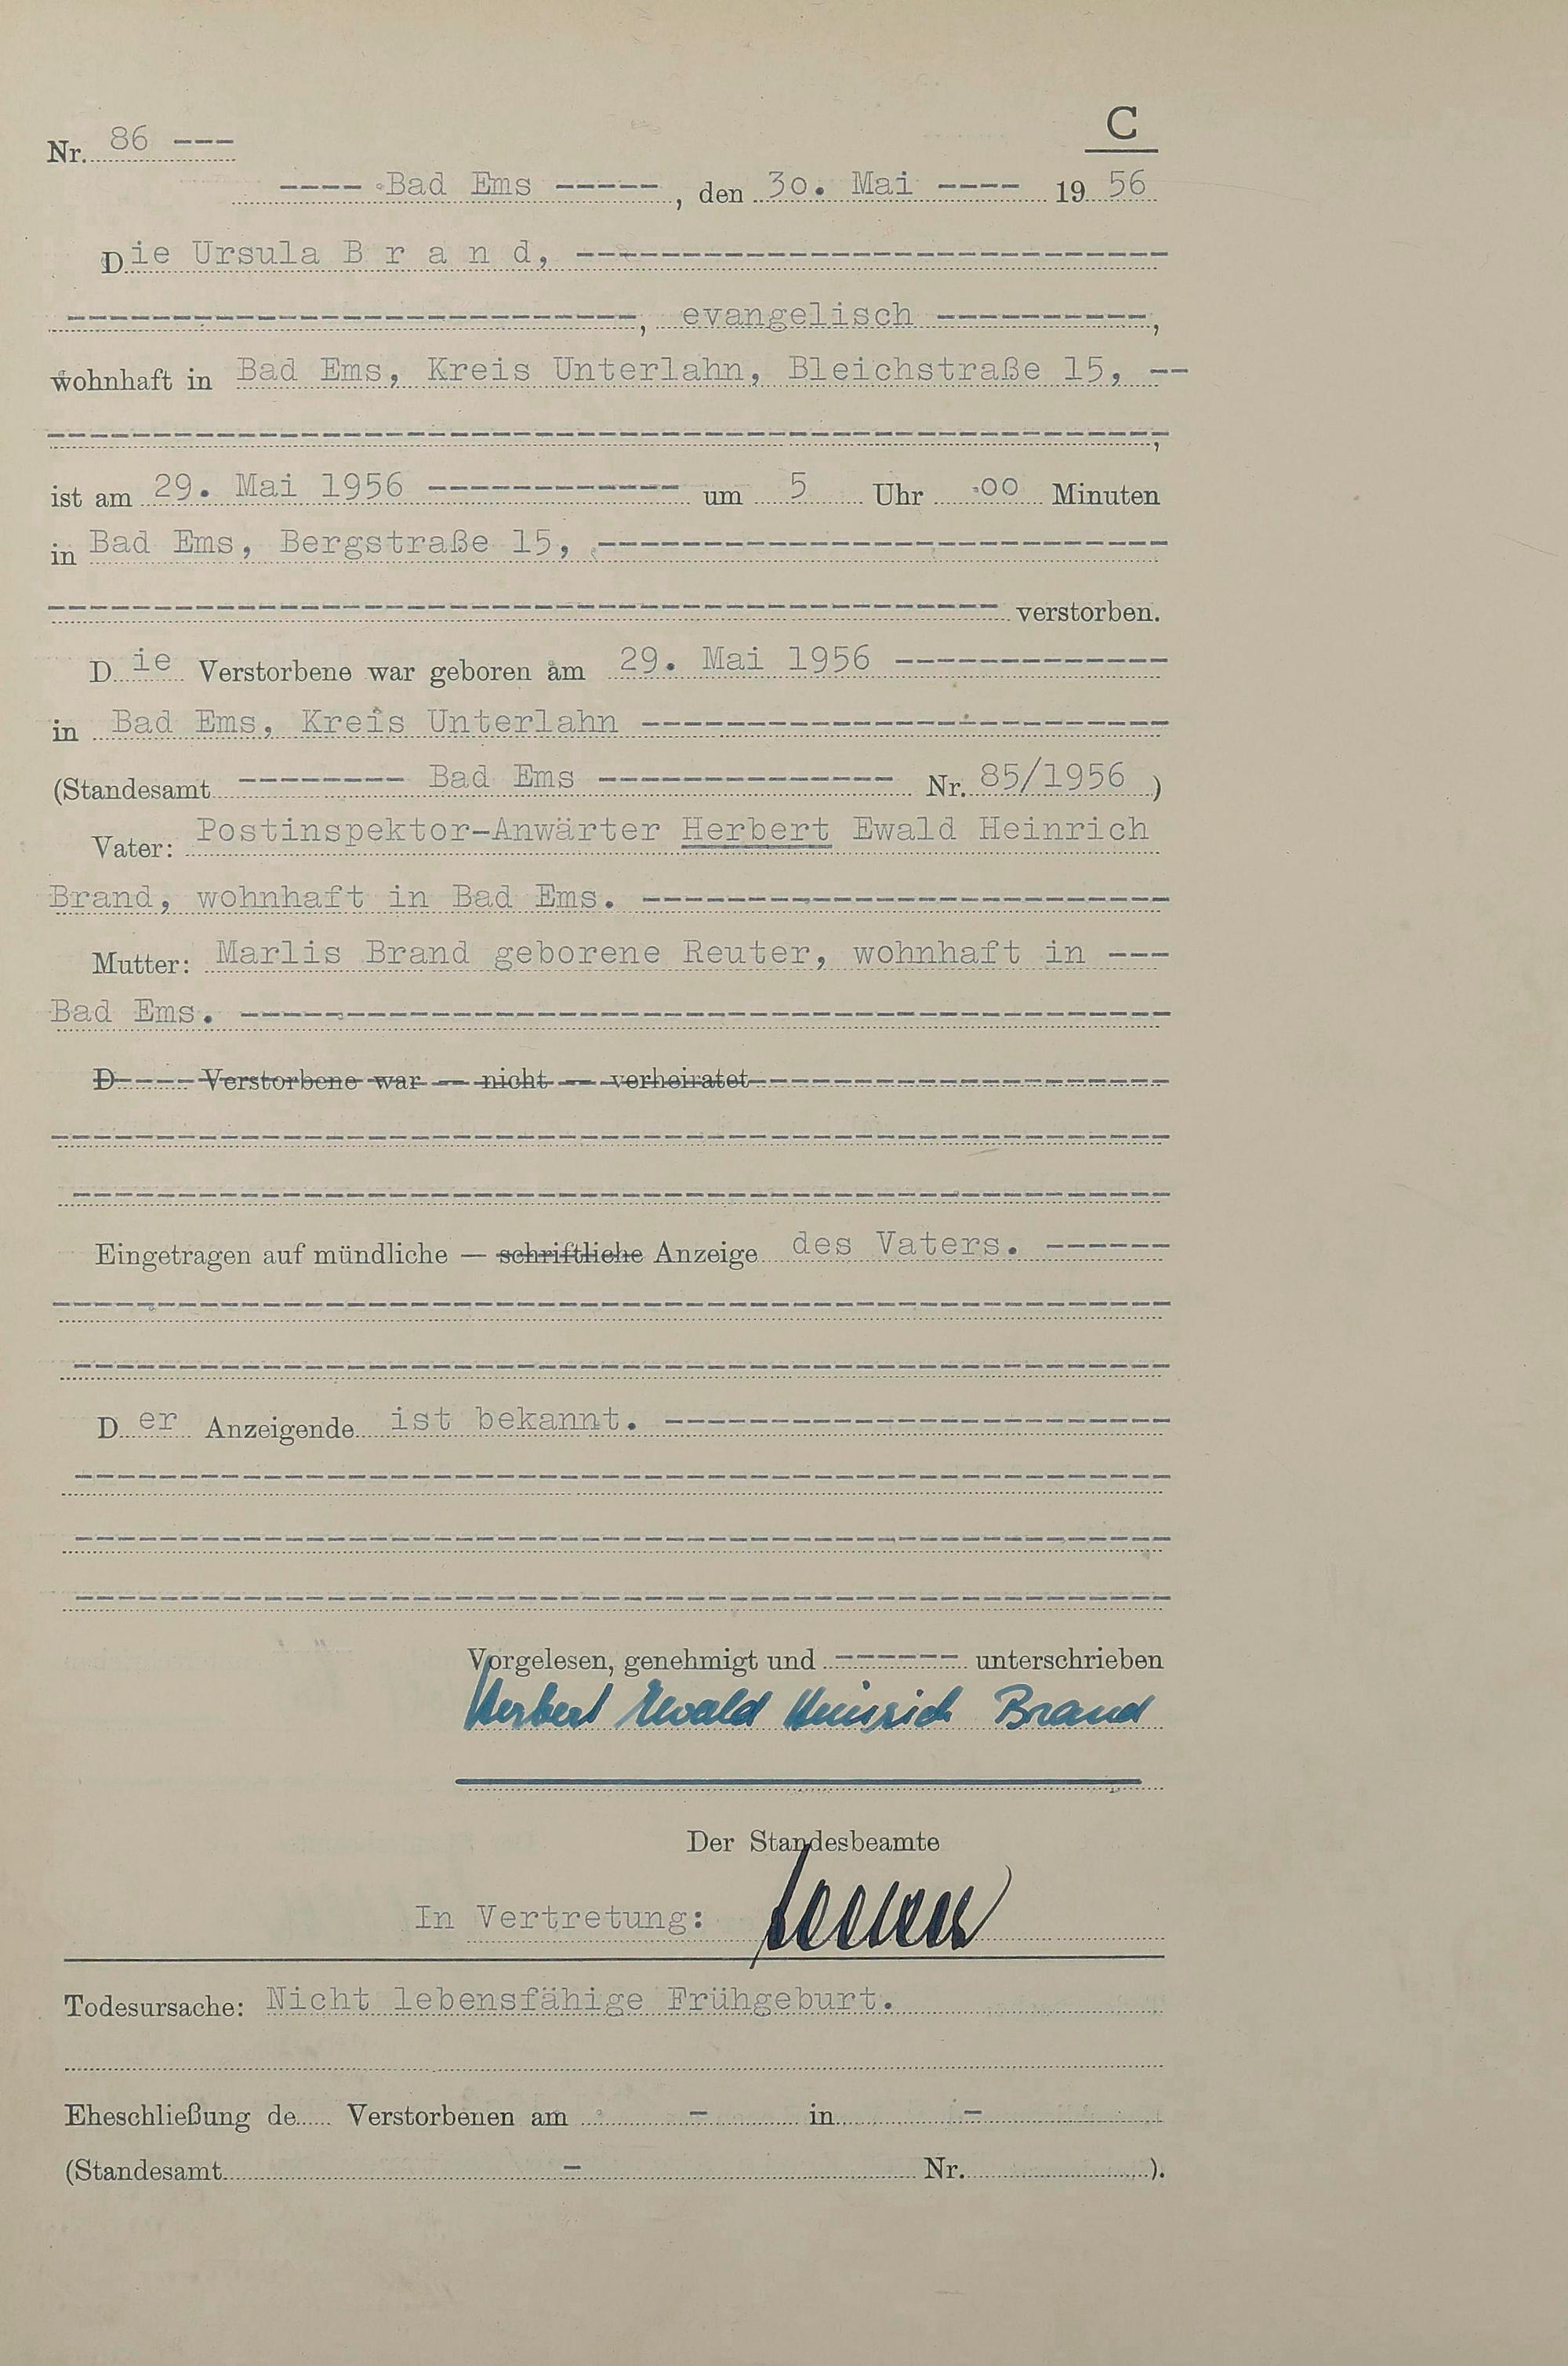 C
Nr. 86 ---
---- Bad Ems -----, den 30. Mai ---- 1956
Die Ursula B r a n d, ----------------------------
---------------------------, evangelisch ----------,
wohnhaft in Bad Ems, Kreis Unterlahn, Bleichstraße 15, --
----------------------------------------------------,
ist am 29. Mai 1956 ------------ um 5 Uhr 00 Minuten
in Bad Ems, Bergstraße 15, ---------------------------
--------------------------------------------- verstorben.
Die Verstorbene war geboren am 29. Mai 1956 -------------
in Bad Ems, Kreis Unterlahn -------------------------
(Standesamt -------- Bad Ems -------------- Nr. 85/1956 )
Vater: Postinspektor-Anwärter Herbert Ewald Heinrich
Brand, wohnhaft in Bad Ems. -------------------------
Mutter: Marlis Brand geborene Reuter, wohnhaft in ---
Bad Ems. --------------------------------------------
D---- Verstorbene war — nicht — verheiratet --------------------
-----------------------------------------------------
----------------------------------------------------
Eingetragen auf mündliche — schriftliche Anzeige des Vaters. ------
-----------------------------------------------------
----------------------------------------------------
Der Anzeigende ist bekannt. ------------------------
----------------------------------------------------
----------------------------------------------------
----------------------------------------------------
Vorgelesen, genehmigt und ------ unterschrieben
Herbert Ewald Heinrich Brand
Der Standesbeamte
In Vertretung:
Todesursache: Nicht lebensfähige Frühgeburt.
Eheschließung de...... Verstorbenen am - in -
(Standesamt - Nr. ).